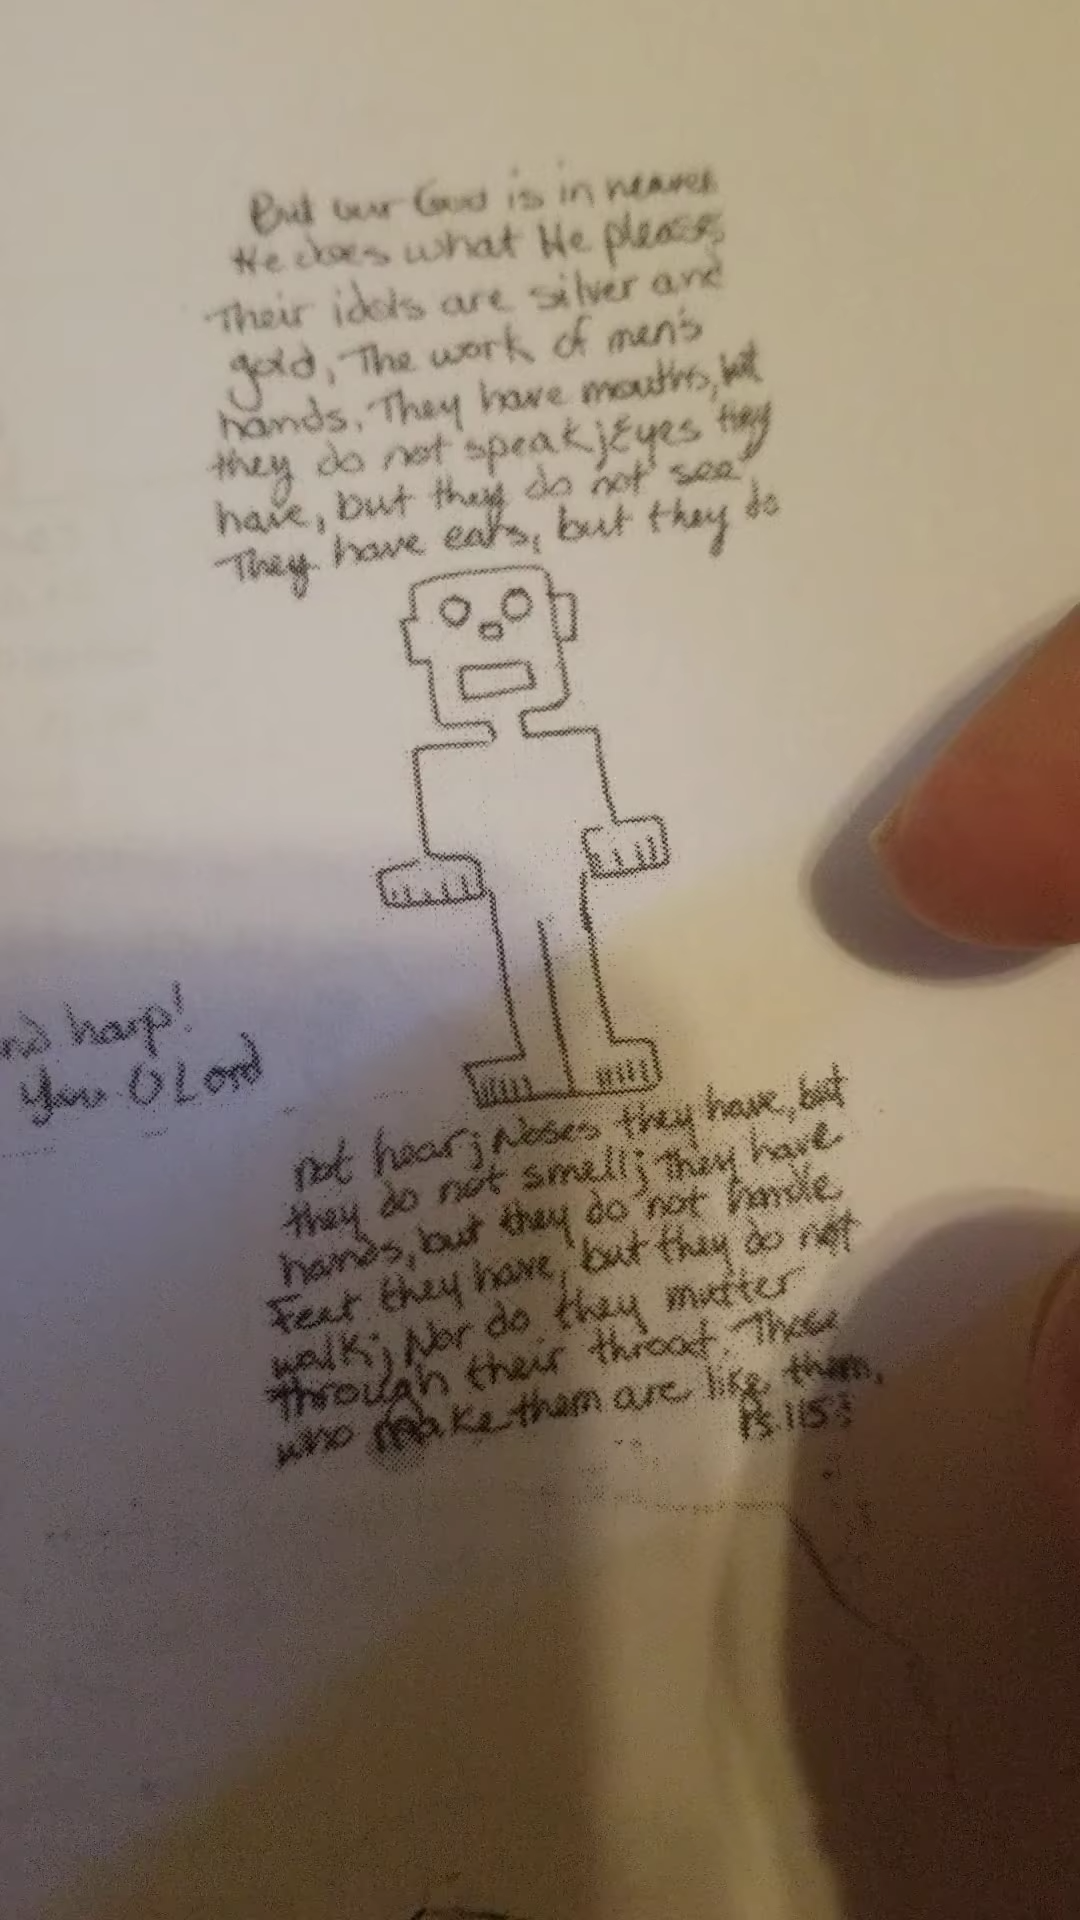 But our God is in heaven
He does what He pleases
Their idols are silver and
gold, The work of men's
hands. They have mouths, but
they do not speak; Eyes they
have, but they do not see
They have ears, but they do
nd harp!
You O Lord
not hear; Noses they have, but
they do not smell; They have
hands, but they do not handle
Feet they have, but they do not
walk; Nor do they mutter
through their throat. Those
who make them are like them.
Ps. 115: